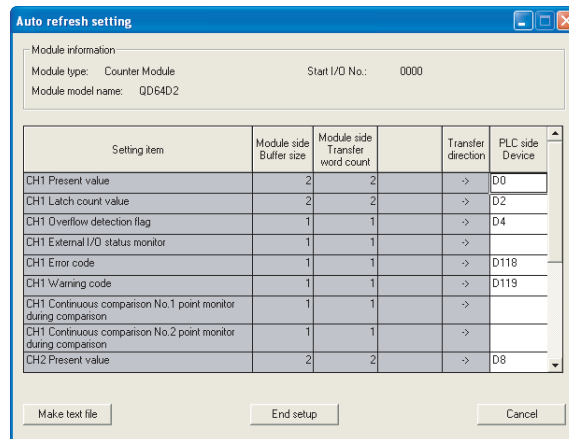 Auto refresh setting
Module information
Module type: Counter Module Start I/O No.: 0000
Module model name: QD64D2
Setting item Module side Buffer size Module side Transfer word count Transfer direction PLC side Device
CH1 Present value 2 2 -> D0
CH1 Latch count value 2 2 -> D2
CH1 Overflow detection flag 1 1 -> D4
CH1 External I/O status monitor 1 1 ->
CH1 Error code 1 1 -> D118
CH1 Warning code 1 1 -> D119
CH1 Continuous comparison No.1 point monitor 1 1 ->
during comparison
CH1 Continuous comparison No.2 point monitor 1 1 ->
during comparison
CH2 Present value 2 2 -> D8
Make text file End setup Cancel